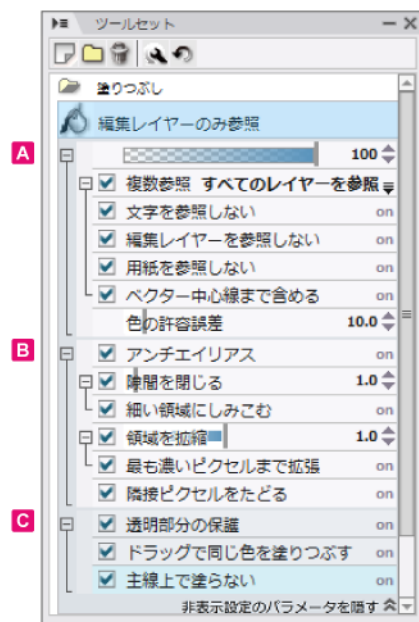 ツールセット
塗りつぶし
編集レイヤーのみ参照
A
100
複数参照 すべてのレイヤーを参照
文字を参照しない on
編集レイヤーを参照しない on
用紙を参照しない on
ベクター中心線まで含める on
色の許容誤差 10.0
B
アンチエイリアス on
隙間を閉じる 1.0
細い領域にしみこむ on
領域を拡縮 1.0
最も濃いピクセルまで拡張 on
隣接ピクセルをたどる on
C
透明部分の保護 on
ドラッグで同じ色を塗りつぶす on
主線上で塗らない on
非表示設定のパラメータを隠す